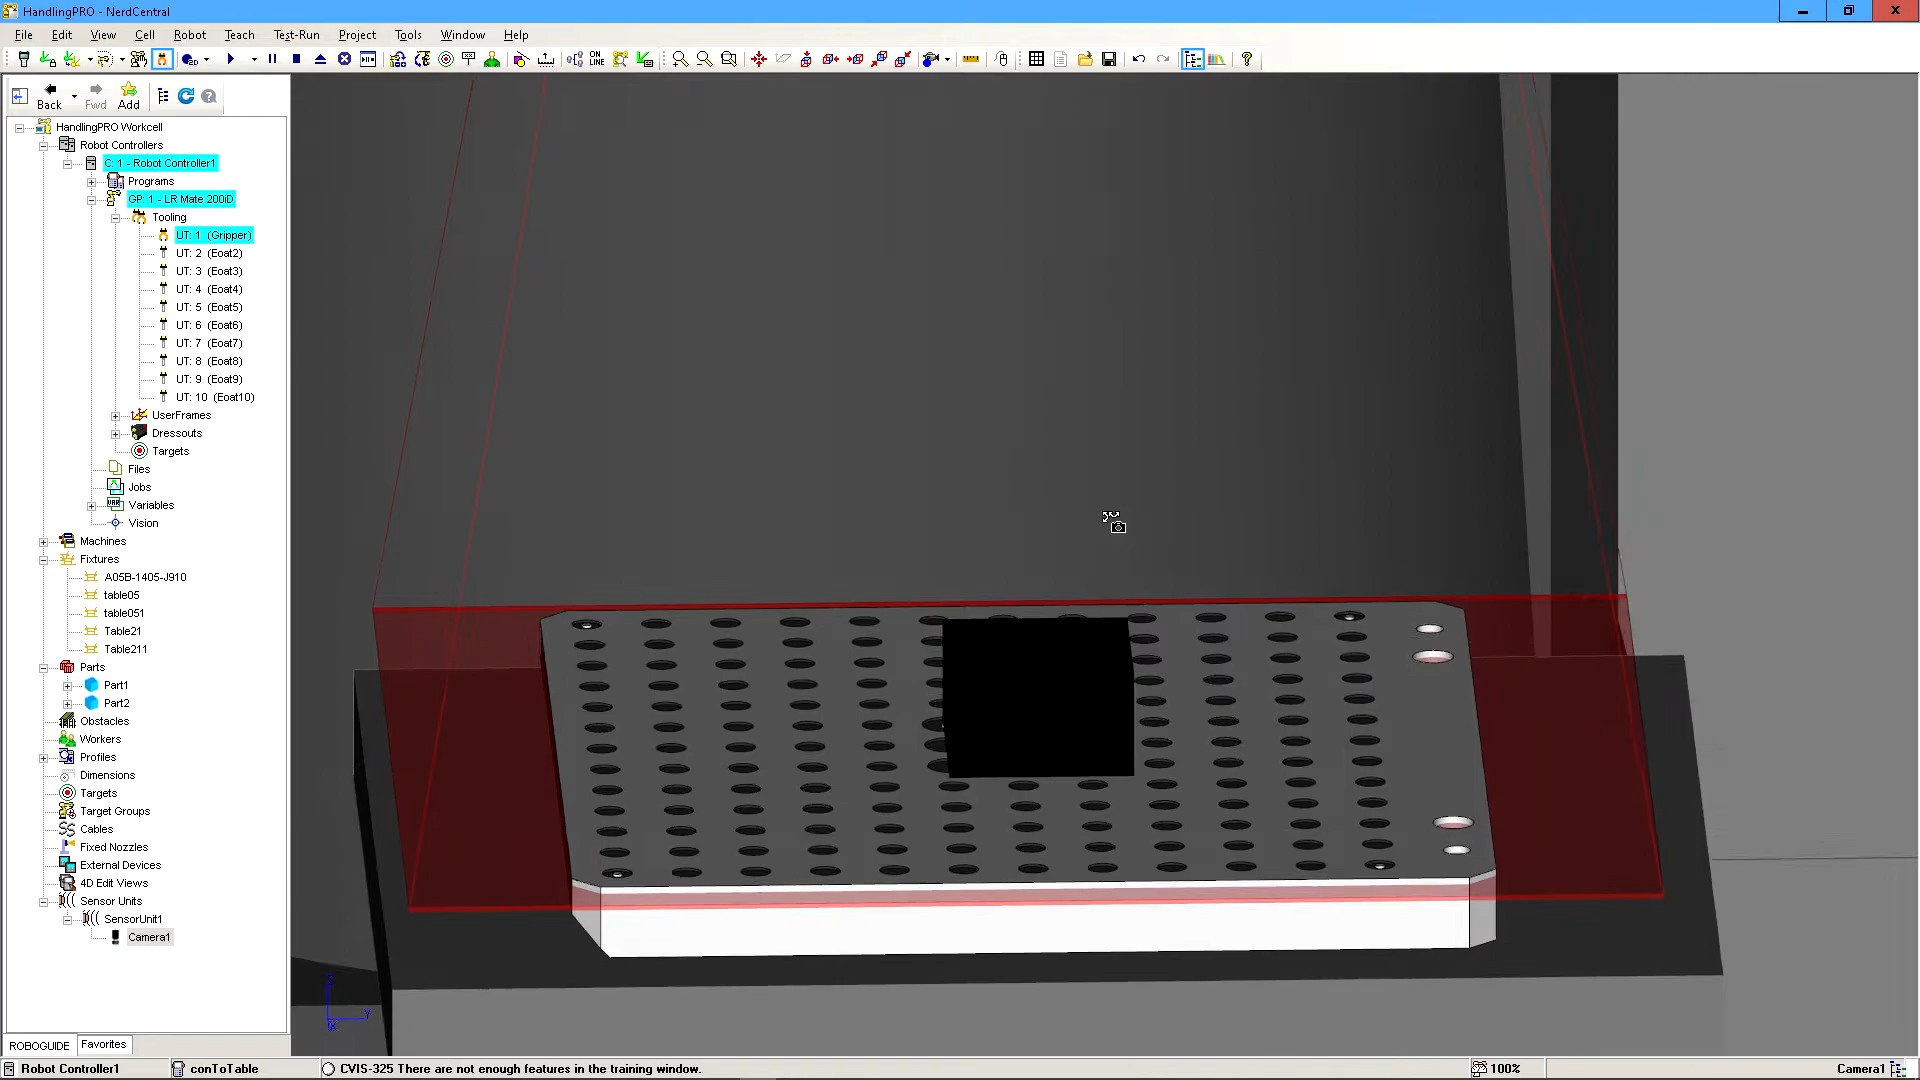 HandlingPRO - NerdCentral
File Edit View Cell Robot Teach Test-Run Project Tools Window Help
ON
LINE
Back Fwd Add
HandlingPRO Workcell
Robot Controllers
C: 1 - Robot Controller1
Programs
GP: 1 - LR Mate 200iD
Tooling
UT: 1 (Gripper)
UT: 2 (Eoat2)
UT: 3 (Eoat3)
UT: 4 (Eoat4)
UT: 5 (Eoat5)
UT: 6 (Eoat6)
UT: 7 (Eoat7)
UT: 8 (Eoat8)
UT: 9 (Eoat9)
UT: 10 (Eoat10)
UserFrames
Dressouts
Targets
Files
Jobs
Variables
Vision
Machines
Fixtures
A05B-1405-J910
table05
table051
Table21
Table211
Parts
Part1
Part2
Obstacles
Workers
Profiles
Dimensions
Targets
Target Groups
Cables
Fixed Nozzles
External Devices
4D Edit Views
Sensor Units
SensorUnit1
Camera1
Z
Y
X
ROBOGUIDE Favorites
Robot Controller1 conToTable CVIS-325 There are not enough features in the training window. 100% Camera1